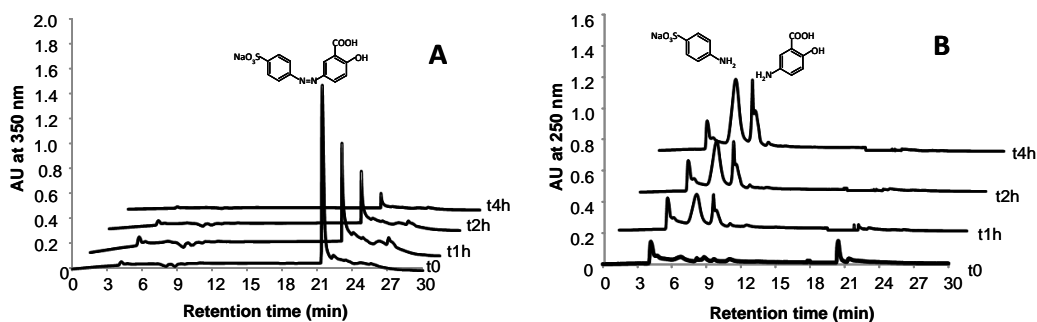 A
AU at 350 nm
2.0
1.8
1.6
1.4
1.2
1.0
0.8
0.6
0.4
0.2
0
NaO3S
N=N
COOH
OH
t4h
t2h
t1h
t0
0 3 6 9 12 15 18 21 24 27 30
Retention time (min)
B
AU at 250 nm
1.6
1.4
1.2
1.0
0.8
0.6
0.4
0.2
0
NaO3S
NH2
H2N
COOH
OH
t4h
t2h
t1h
t0
0 3 6 9 12 15 18 21 24 27 30
Retention time (min)